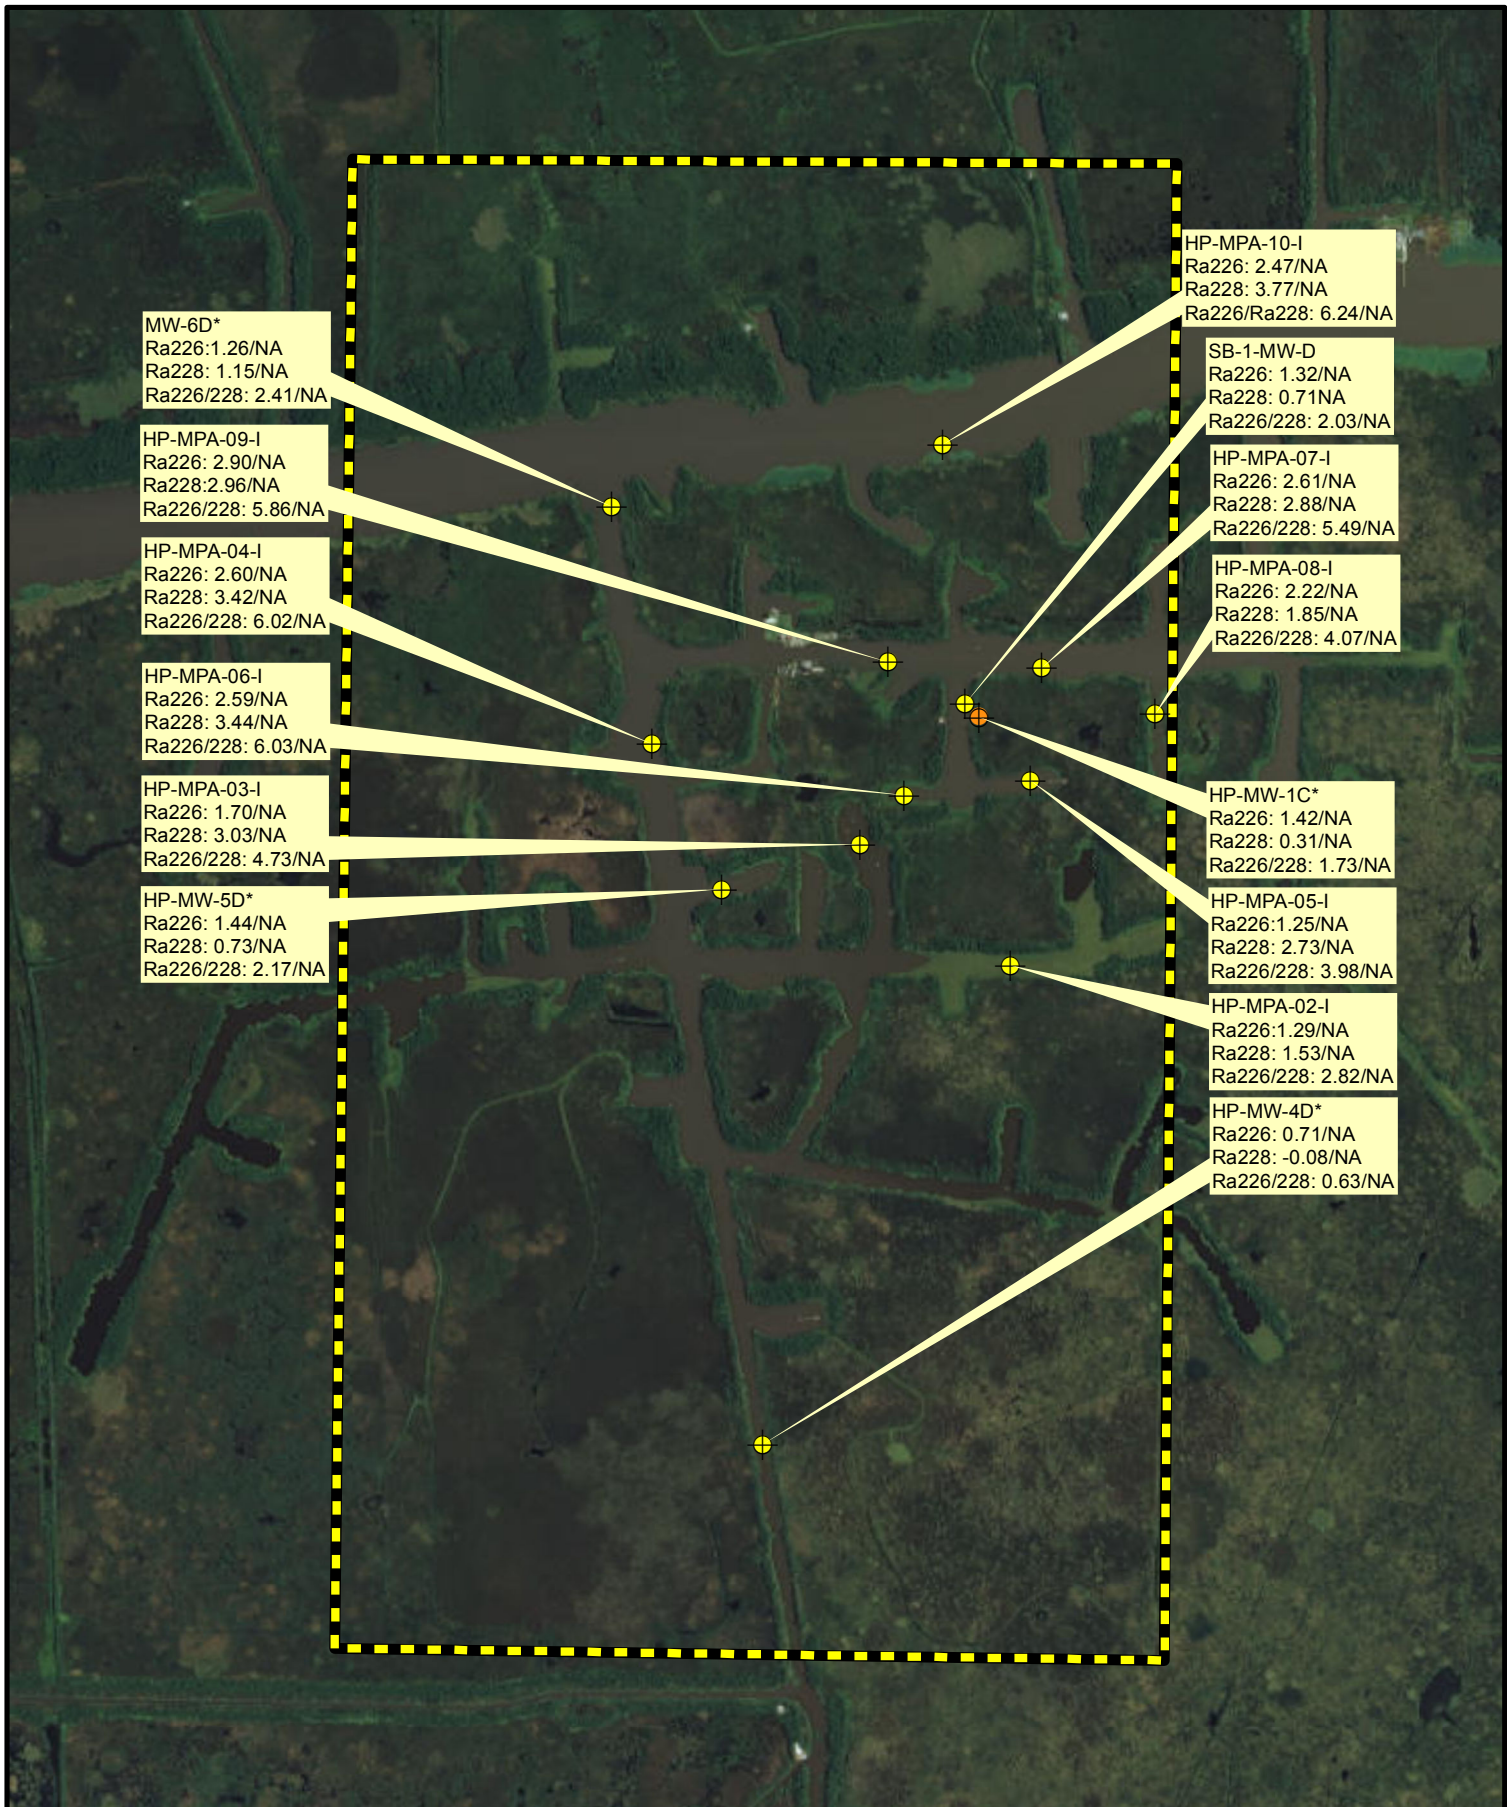 MW-6D*
Ra226:1.26/NA
Ra228: 1.15/NA
Ra226/228: 2.41/NA
HP-MPA-09-I
Ra226: 2.90/NA
Ra228:2.96/NA
Ra226/228: 5.86/NA
HP-MPA-04-I
Ra226: 2.60/NA
Ra228: 3.42/NA
Ra226/228: 6.02/NA
HP-MPA-06-I
Ra226: 2.59/NA
Ra228: 3.44/NA
Ra226/228: 6.03/NA
HP-MPA-03-I
Ra226: 1.70/NA
Ra228: 3.03/NA
Ra226/228: 4.73/NA
HP-MW-5D*
Ra226: 1.44/NA
Ra228: 0.73/NA
Ra226/228: 2.17/NA
HP-MPA-10-I
Ra226: 2.47/NA
Ra228: 3.77/NA
Ra226/Ra228: 6.24/NA
SB-1-MW-D
Ra226: 1.32/NA
Ra228: 0.71NA
Ra226/228: 2.03/NA
HP-MPA-07-I
Ra226: 2.61/NA
Ra228: 2.88/NA
Ra226/228: 5.49/NA
HP-MPA-08-I
Ra226: 2.22/NA
Ra228: 1.85/NA
Ra226/228: 4.07/NA
HP-MW-1C*
Ra226: 1.42/NA
Ra228: 0.31/NA
Ra226/228: 1.73/NA
HP-MPA-05-I
Ra226:1.25/NA
Ra228: 2.73/NA
Ra226/228: 3.98/NA
HP-MPA-02-I
Ra226:1.29/NA
Ra228: 1.53/NA
Ra226/228: 2.82/NA
HP-MW-4D*
Ra226: 0.71/NA
Ra228: -0.08/NA
Ra226/228: 0.63/NA